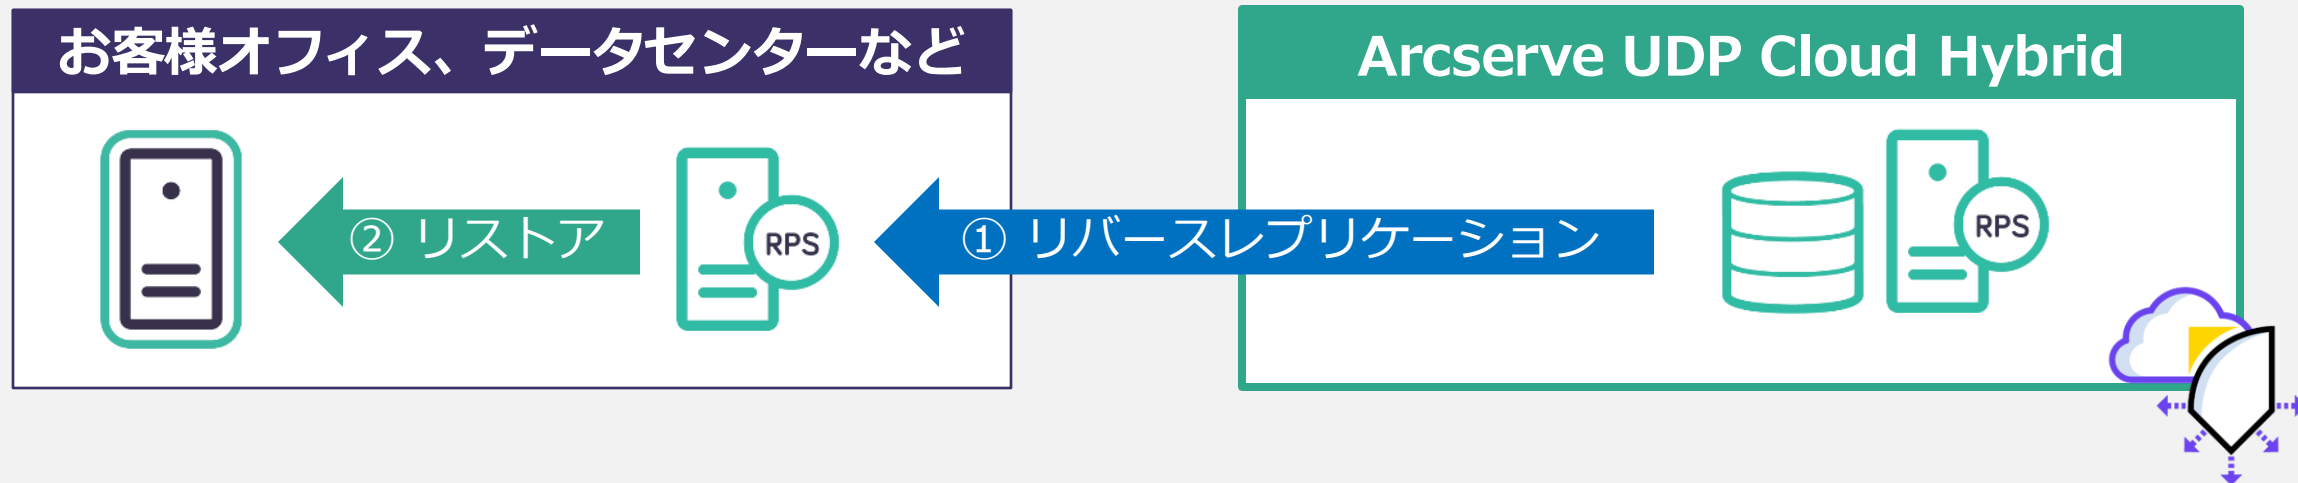 お客様オフィス、データセンターなど
Arcserve UDP Cloud Hybrid
② リストア
RPS
① リバースレプリケーション
RPS